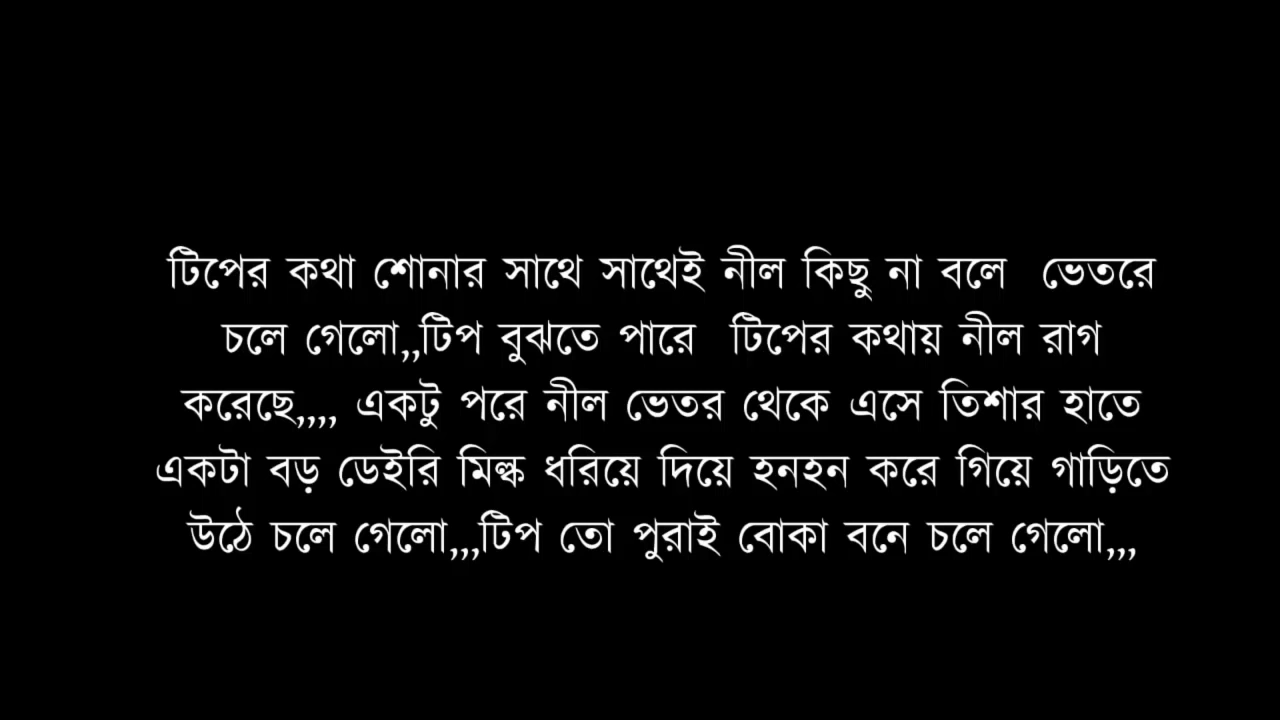 টিপের কথা শোনার সাথে সাথেই নীল কিছু না বলে  ভেতরে
চলে গেলো,,টিপ বুঝতে পারে  টিপের কথায় নীল রাগ
করেছে,,,, একটু পরে নীল ভেতর থেকে এসে তিশার হাতে
একটা বড় ডেইরি মিল্ক ধরিয়ে দিয়ে হনহন করে গিয়ে গাড়িতে
উঠে চলে গেলো,,,টিপ তো পুরাই বোকা বনে চলে গেলো,,,